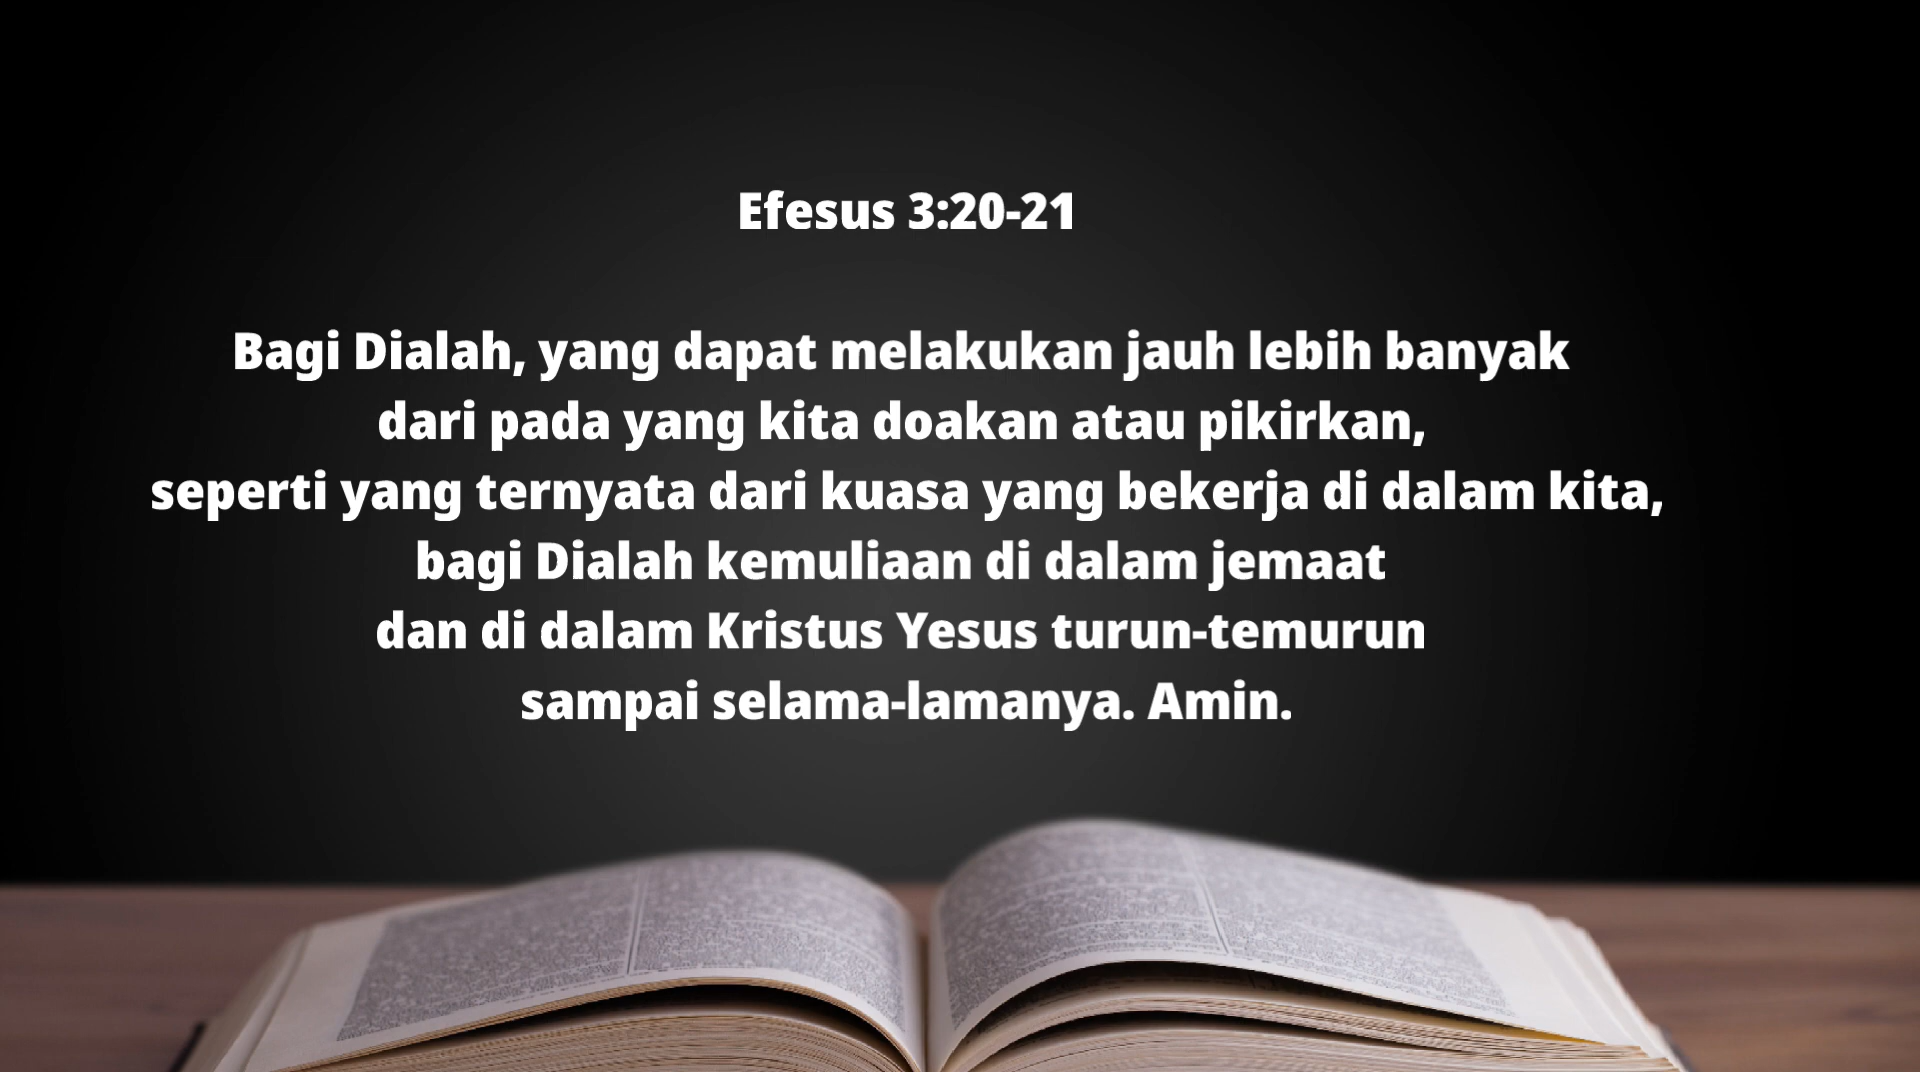 Efesus 3:20-21
Bagi Dialah, yang dapat melakukan jauh lebih banyak
dari pada yang kita doakan atau pikirkan,
seperti yang ternyata dari kuasa yang bekerja di dalam kita,
bagi Dialah kemuliaan di dalam jemaat
dan di dalam Kristus Yesus turun-temurun
sampai selama-lamanya. Amin.